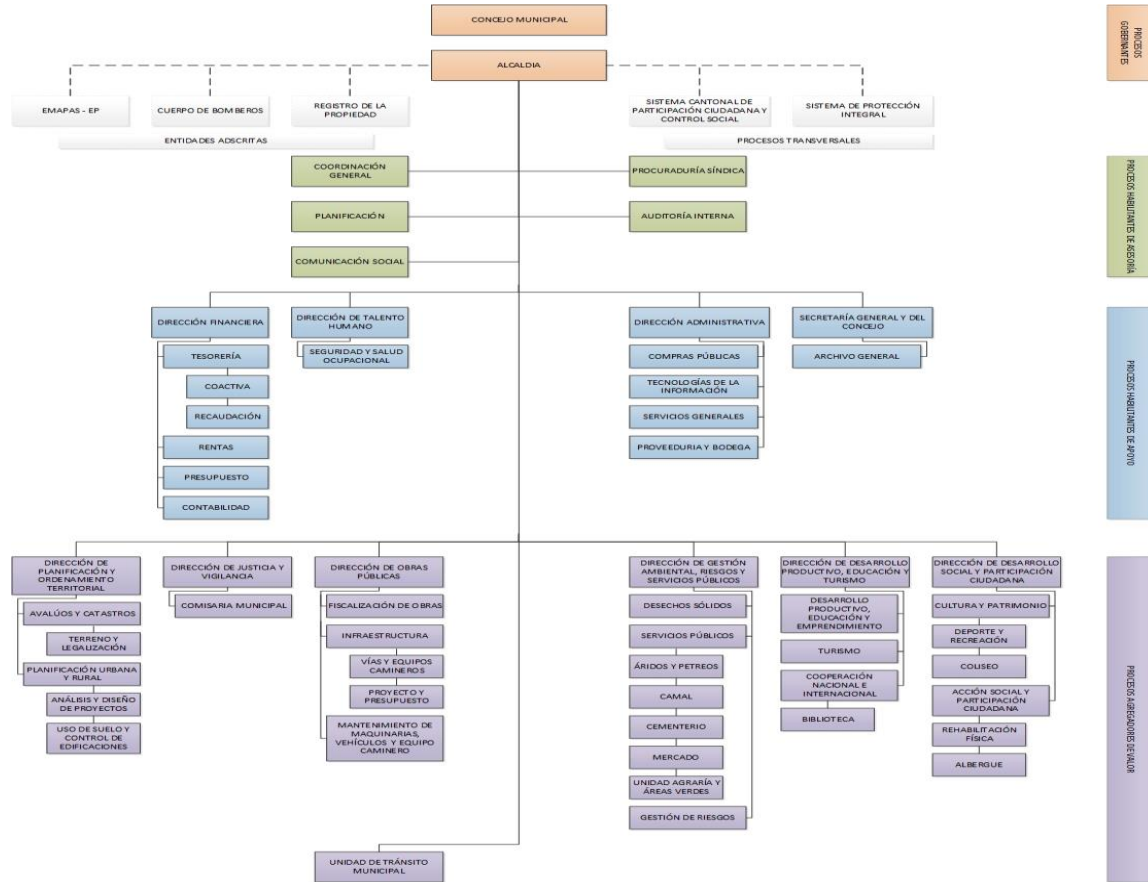 CONCEJO MUNICIPAL
ALCALDIA
EMAPAS - EP
CUERPO DE BOMBEROS
REGISTRO DE LA
PROPIEDAD
SISTEMA CANTONAL DE
PARTICIPACIÓN CIUDADANA Y
CONTROL SOCIAL
SISTEMA DE PROTECCIÓN
INTEGRAL
ENTIDADES ADSCRITAS
PROCESOS TRANSVERSALES
PROCESOS
GOBERNANTES
COORDINACIÓN
GENERAL
PROCURADURÍA SÍNDICA
PLANIFICACIÓN
AUDITORÍA INTERNA
COMUNICACIÓN SOCIAL
PROCESOS HABILITANTES DE ASESORÍA
DIRECCIÓN FINANCIERA
TESORERÍA
COACTIVA
RECAUDACIÓN
RENTAS
PRESUPUESTO
CONTABILIDAD
DIRECCIÓN DE TALENTO
HUMANO
SEGURIDAD Y SALUD
OCUPACIONAL
DIRECCIÓN ADMINISTRATIVA
COMPRAS PÚBLICAS
TECNOLOGÍAS DE LA
INFORMACIÓN
SERVICIOS GENERALES
PROVEEDURIA Y BODEGA
SECRETARÍA GENERAL Y DEL
CONCEJO
ARCHIVO GENERAL
PROCESOS HABILITANTES DE APOYO
DIRECCIÓN DE
PLANIFICACIÓN Y
ORDENAMIENTO
TERRITORIAL
AVALÚOS Y CATASTROS
TERRENO Y
LEGALIZACIÓN
PLANIFICACIÓN URBANA
Y RURAL
ANÁLISIS Y DISEÑO
DE PROYECTOS
USO DE SUELO Y
CONTROL DE
EDIFICACIONES
DIRECCIÓN DE JUSTICIA Y
VIGILANCIA
COMISARIA MUNICIPAL
DIRECCIÓN DE OBRAS
PÚBLICAS
FISCALIZACIÓN DE OBRAS
INFRAESTRUCTURA
VÍAS Y EQUIPOS
CAMINEROS
PROYECTO Y
PRESUPUESTO
MANTENIMIENTO DE
MAQUINARIAS,
VEHÍCULOS Y EQUIPO
CAMINERO
DIRECCIÓN DE GESTIÓN
AMBIENTAL, RIESGOS Y
SERVICIOS PÚBLICOS
DESECHOS SÓLIDOS
SERVICIOS PÚBLICOS
ÁRIDOS Y PETREOS
CAMAL
CEMENTERIO
MERCADO
UNIDAD AGRARÍA Y
ÁREAS VERDES
GESTIÓN DE RIESGOS
DIRECCIÓN DE DESARROLLO
PRODUCTIVO, EDUCACIÓN Y
TURISMO
DESARROLLO
PRODUCTIVO,
EDUCACIÓN Y
EMPRENDIMIENTO
TURISMO
COOPERACIÓN
NACIONAL E
INTERNACIONAL
BIBLIOTECA
DIRECCIÓN DE DESARROLLO
SOCIAL Y PARTICIPACIÓN
CIUDADANA
CULTURA Y PATRIMONIO
DEPORTE Y
RECREACIÓN
COLISEO
ACCIÓN SOCIAL Y
PARTICIPACIÓN
CIUDADANA
REHABILITACIÓN
FÍSICA
ALBERGUE
PROCESOS AGREGADORES DE VALOR
UNIDAD DE TRÁNSITO
MUNICIPAL